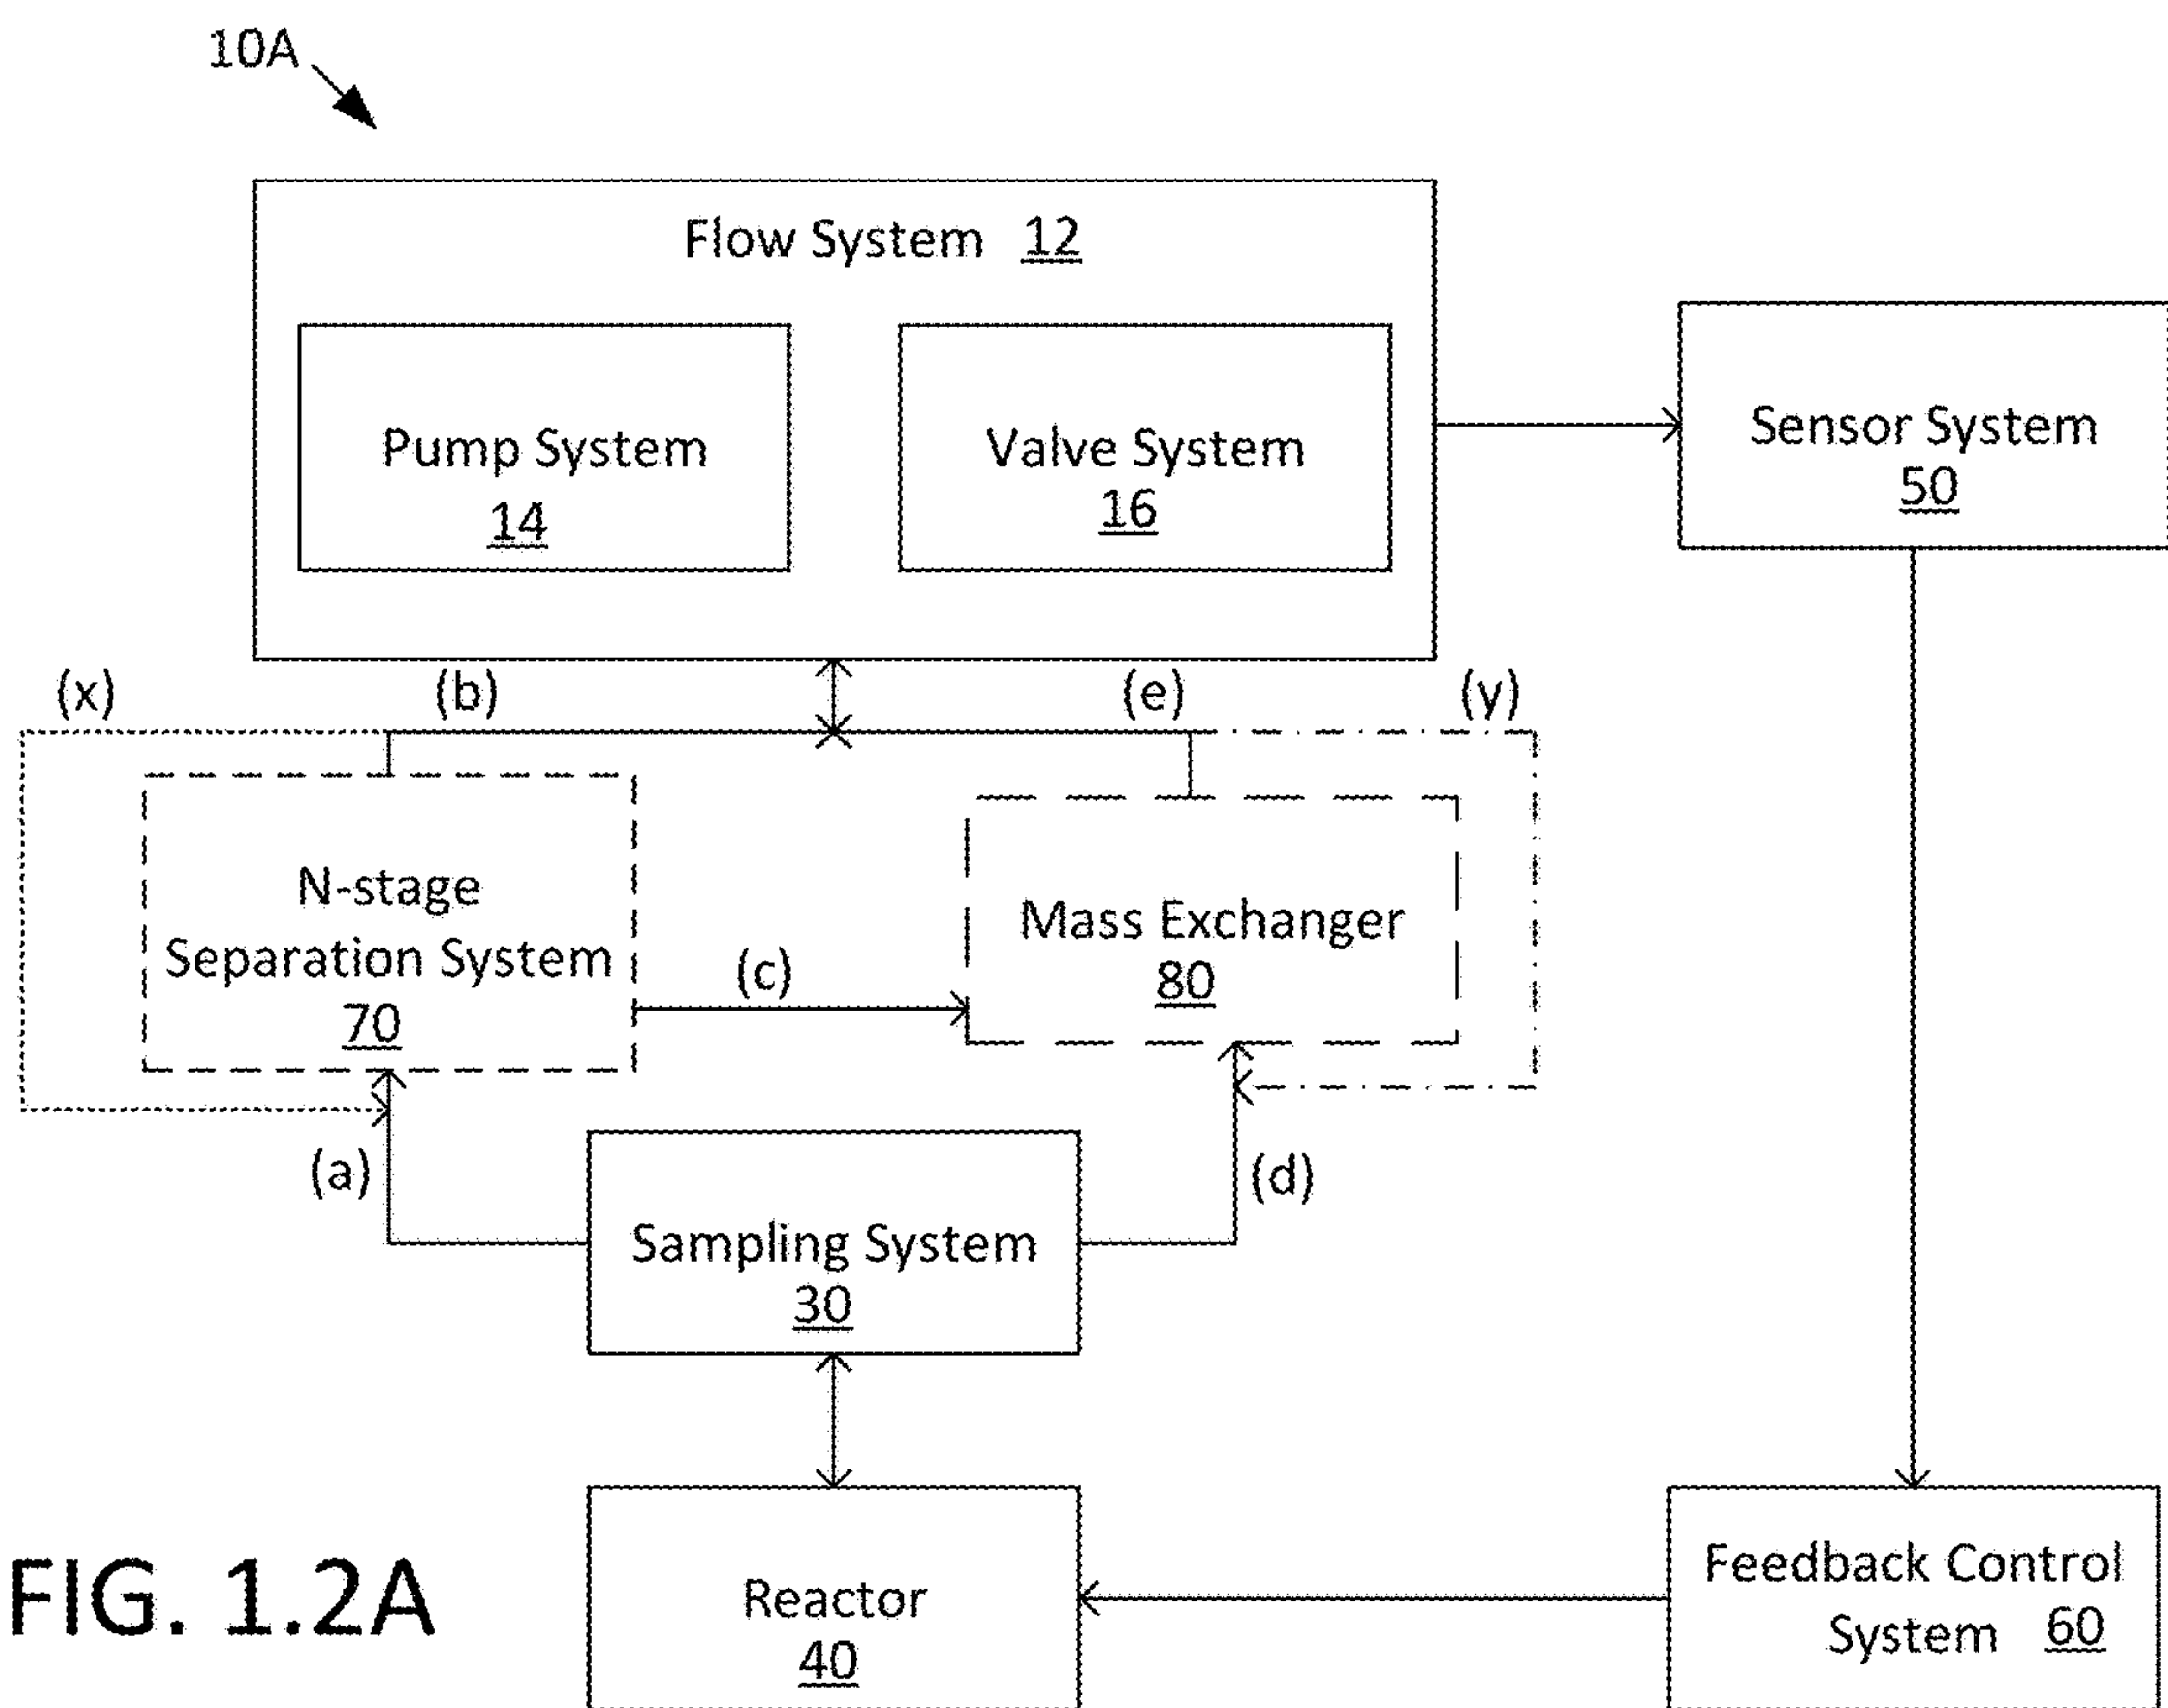 10A
Flow System 12
Pump System
14
Valve System
16
Sensor System
50
(x)
(b)
(e)
(y)
N-stage
Separation System
70
(c)
Mass Exchanger
80
(a)
(d)
Sampling System
30
Reactor
40
Feedback Control
System 60
FIG. 1.2A